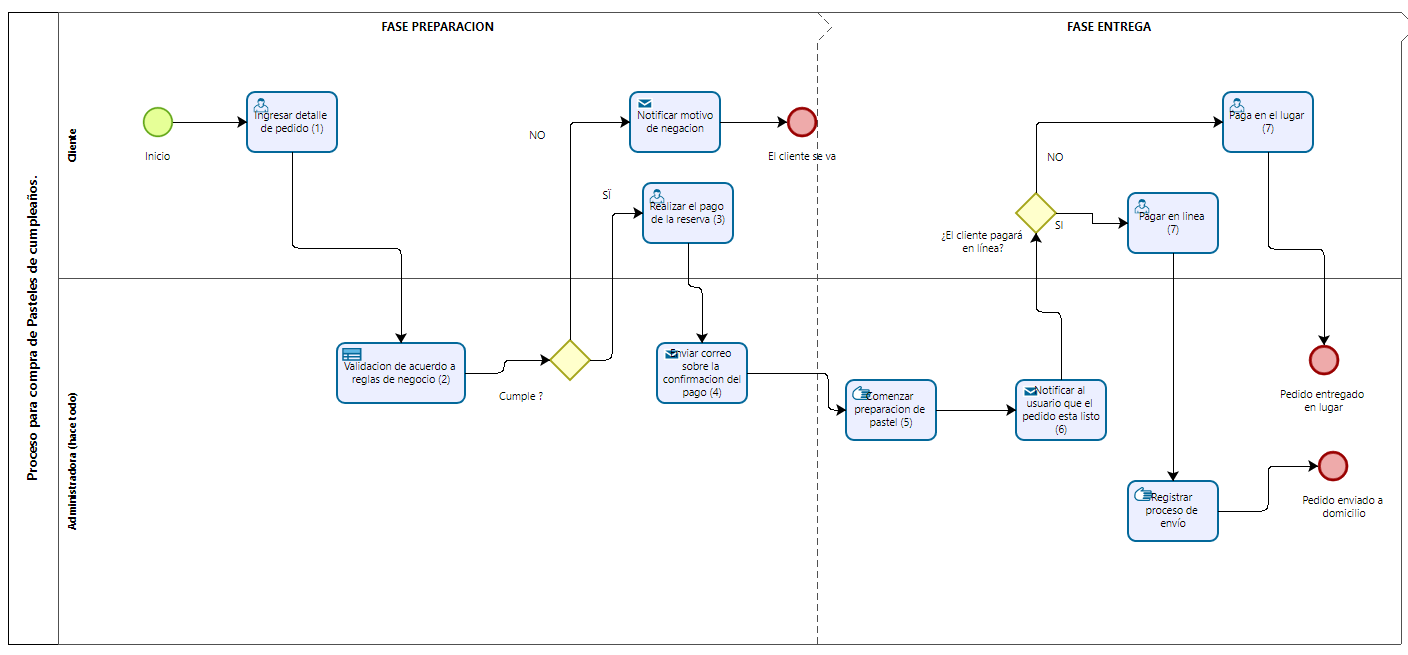 FASE PREPARACION
FASE ENTREGA
Proceso para compra de Pasteles de cumpleaños.
Cliente
Administradora (hace todo)
Inicio
Ingresar detalle
de pedido (1)
NO
Notificar motivo
de negacion
El cliente se va
SÏ
Realizar el pago
de la reserva (3)
Validacion de acuerdo a
reglas de negocio (2)
Cumple ?
Enviar correo
sobre la
confirmacion del
pago (4)
Comenzar
preparacion de
pastel (5)
Notificar al
usuario que el
pedido esta listo
(6)
¿El cliente pagará
en línea?
NO
SI
Paga en el lugar
(7)
Pagar en linea
(7)
Pedido entregado
en lugar
Registrar
proceso de
envío
Pedido enviado a
domicilio